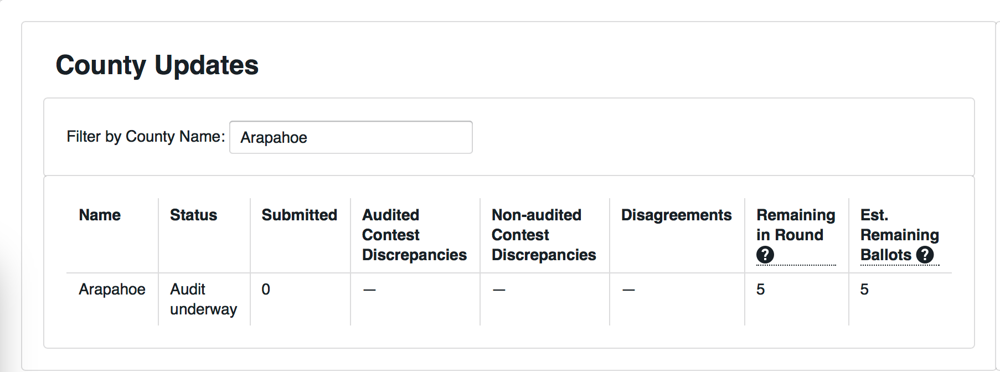 County Updates
Filter by County Name: Arapahoe
Name Status Submitted Audited Contest Discrepancies Non-audited Contest Discrepancies Disagreements Remaining in Round ? Est. Remaining Ballots ?
Arapahoe Audit underway 0 — — — 5 5